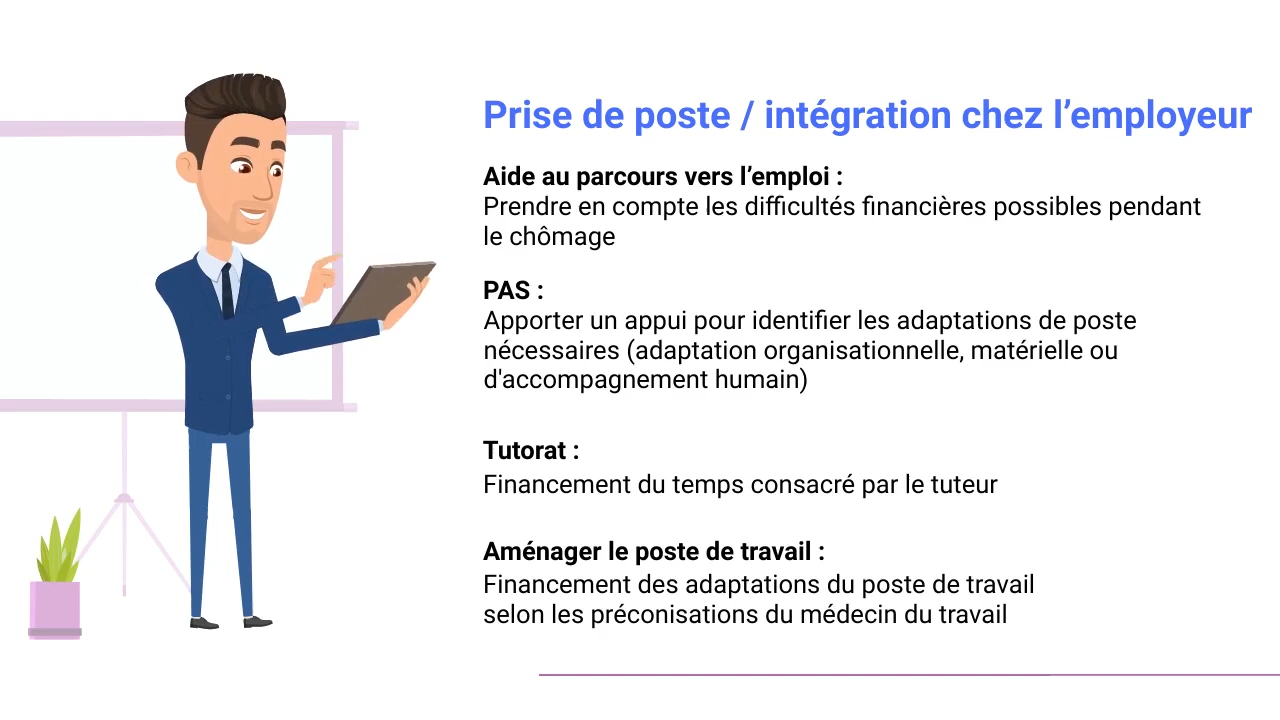 Prise de poste / intégration chez l’employeur
Aide au parcours vers l’emploi :
Prendre en compte les difficultés financières possibles pendant
le chômage
PAS :
Apporter un appui pour identifier les adaptations de poste
nécessaires (adaptation organisationnelle, matérielle ou
d'accompagnement humain)
Tutorat :
Financement du temps consacré par le tuteur
Aménager le poste de travail :
Financement des adaptations du poste de travail
selon les préconisations du médecin du travail